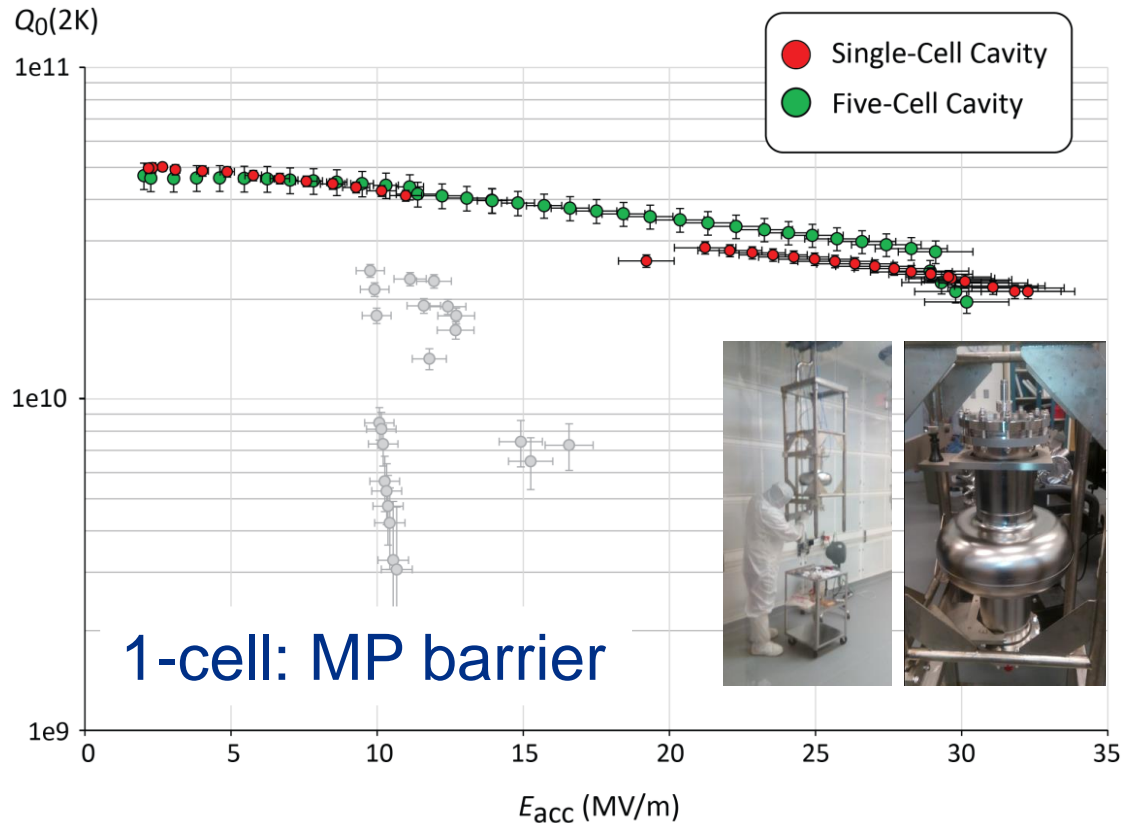 Q0(2K)
1e11
Single-Cell Cavity
Five-Cell Cavity
1e10
1-cell: MP barrier
1e9
0 5 10 15 20 25 30 35
Eacc (MV/m)